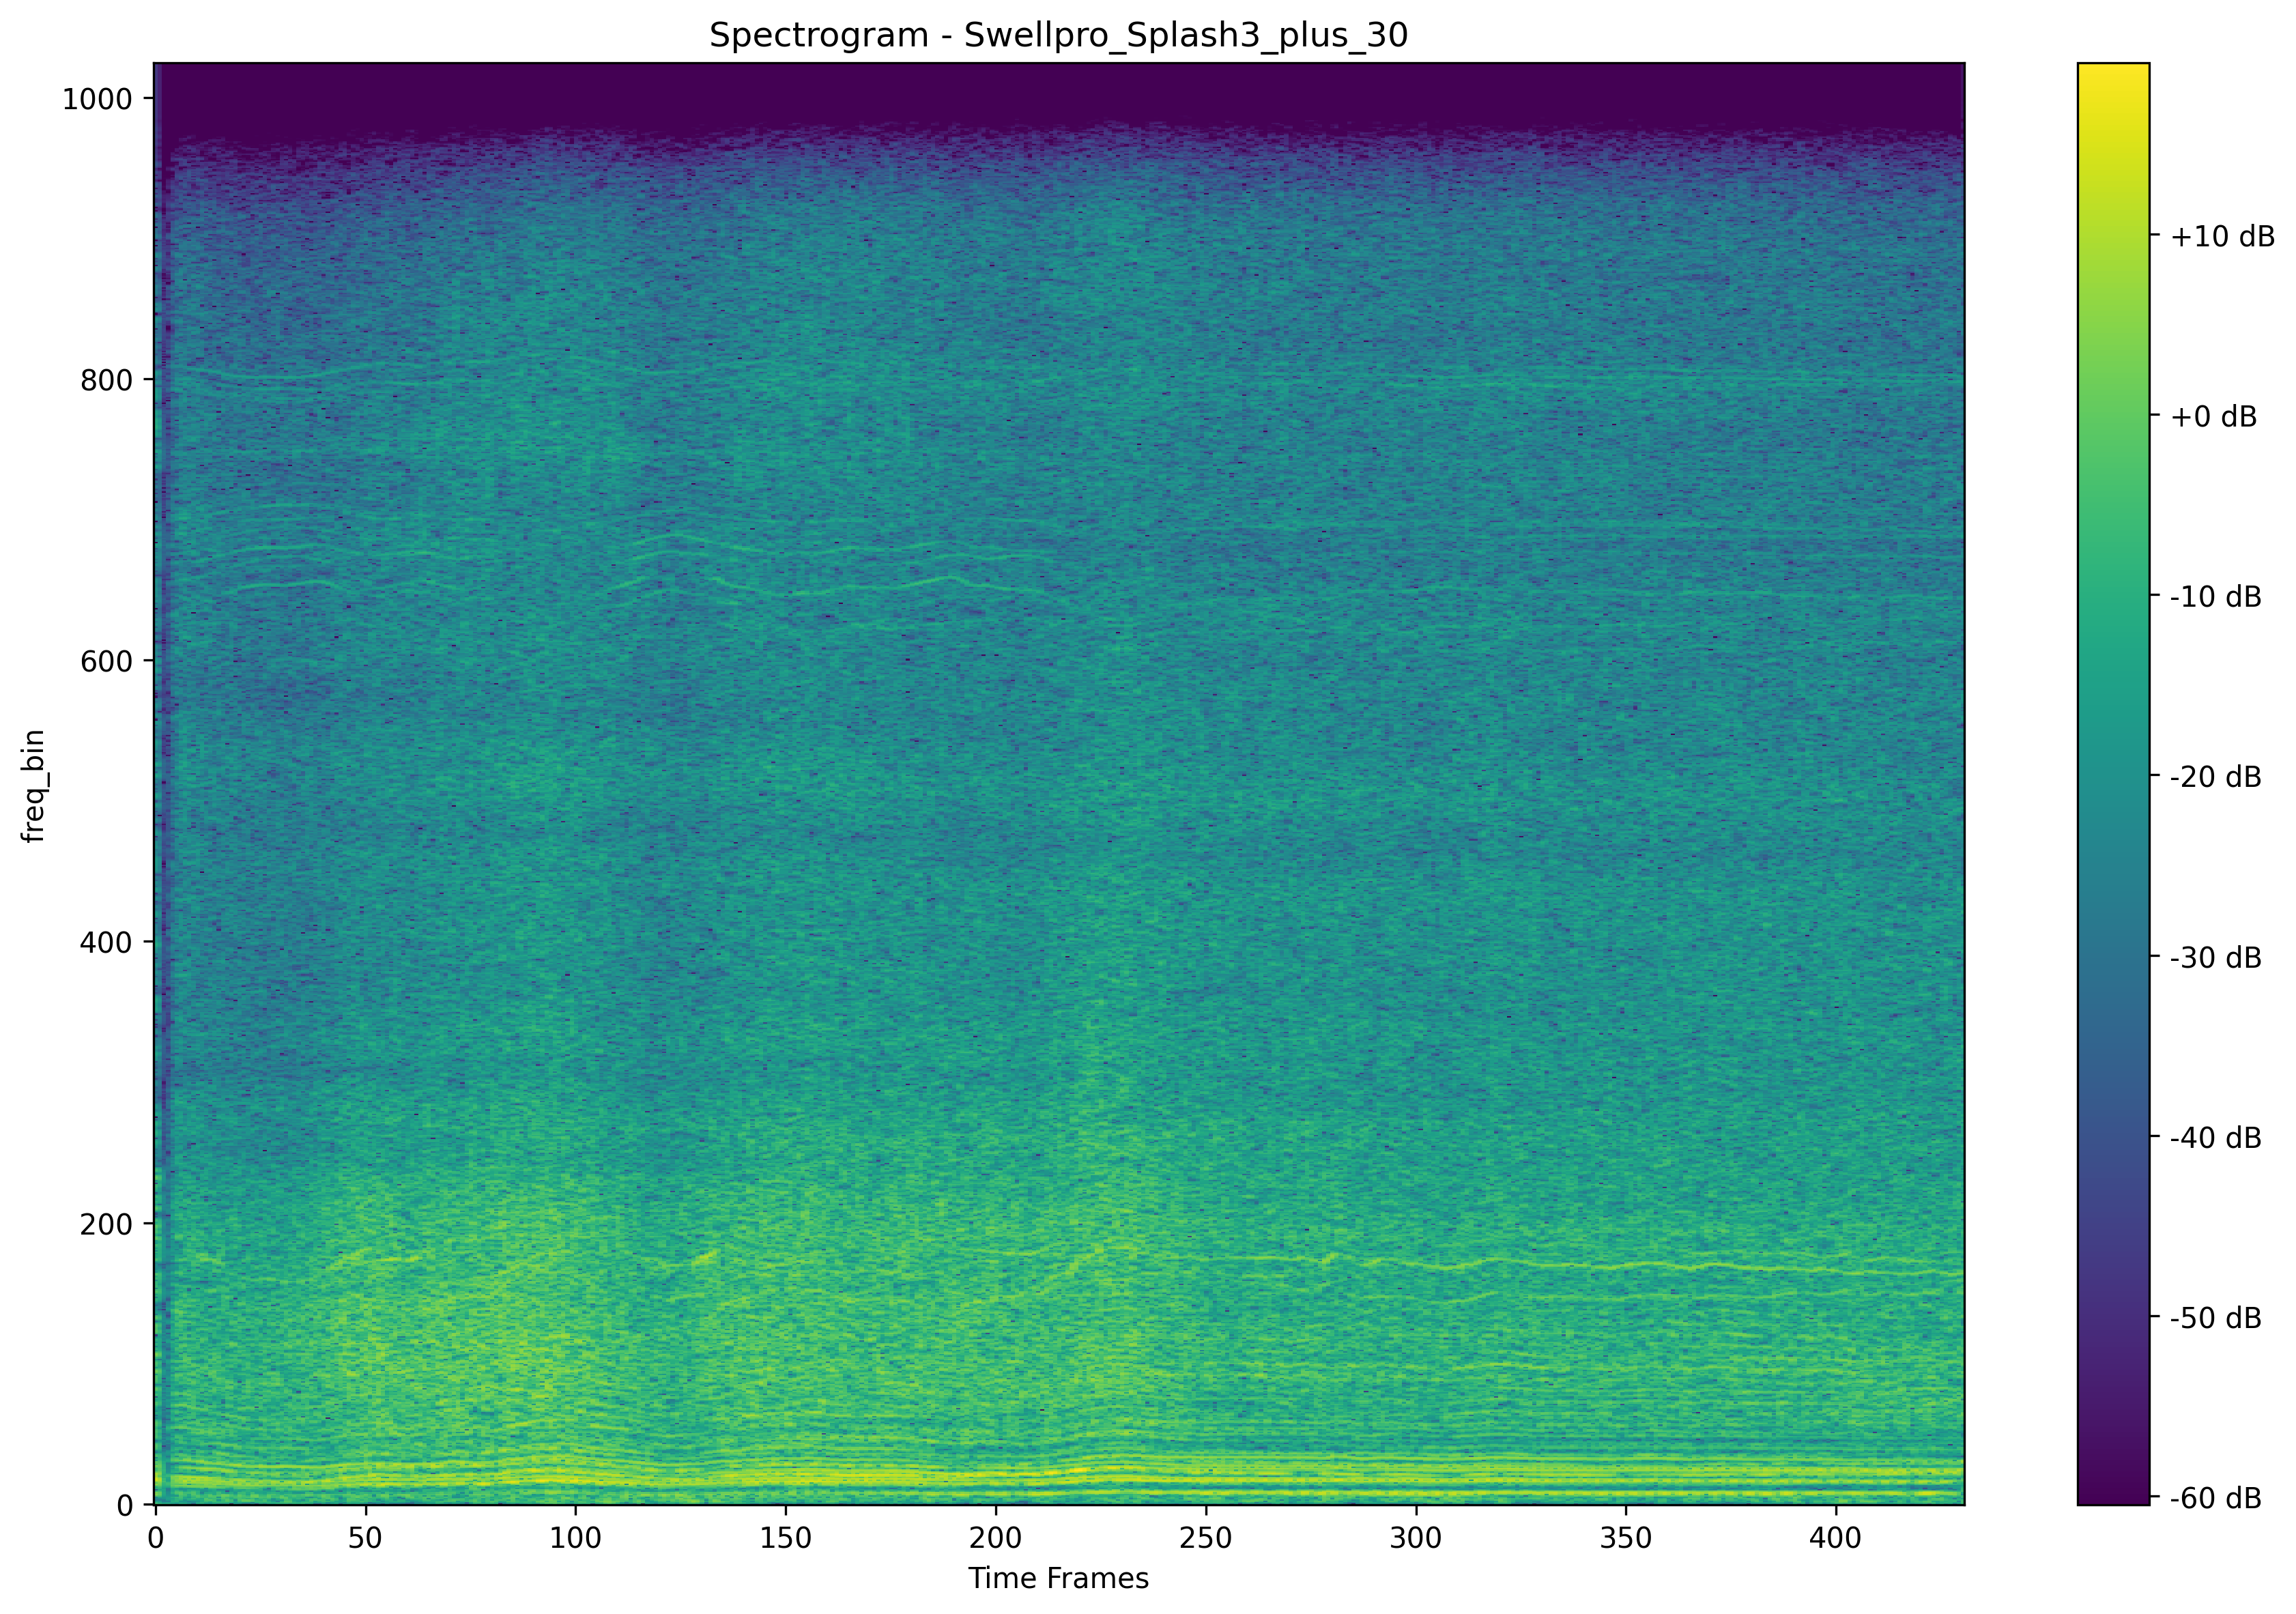 Spectrogram - Swellpro_Splash3_plus_30
1000
800
600
400
200
0
freq_bin
0 50 100 150 200 250 300 350 400
Time Frames
+10 dB
+0 dB
-10 dB
-20 dB
-30 dB
-40 dB
-50 dB
-60 dB